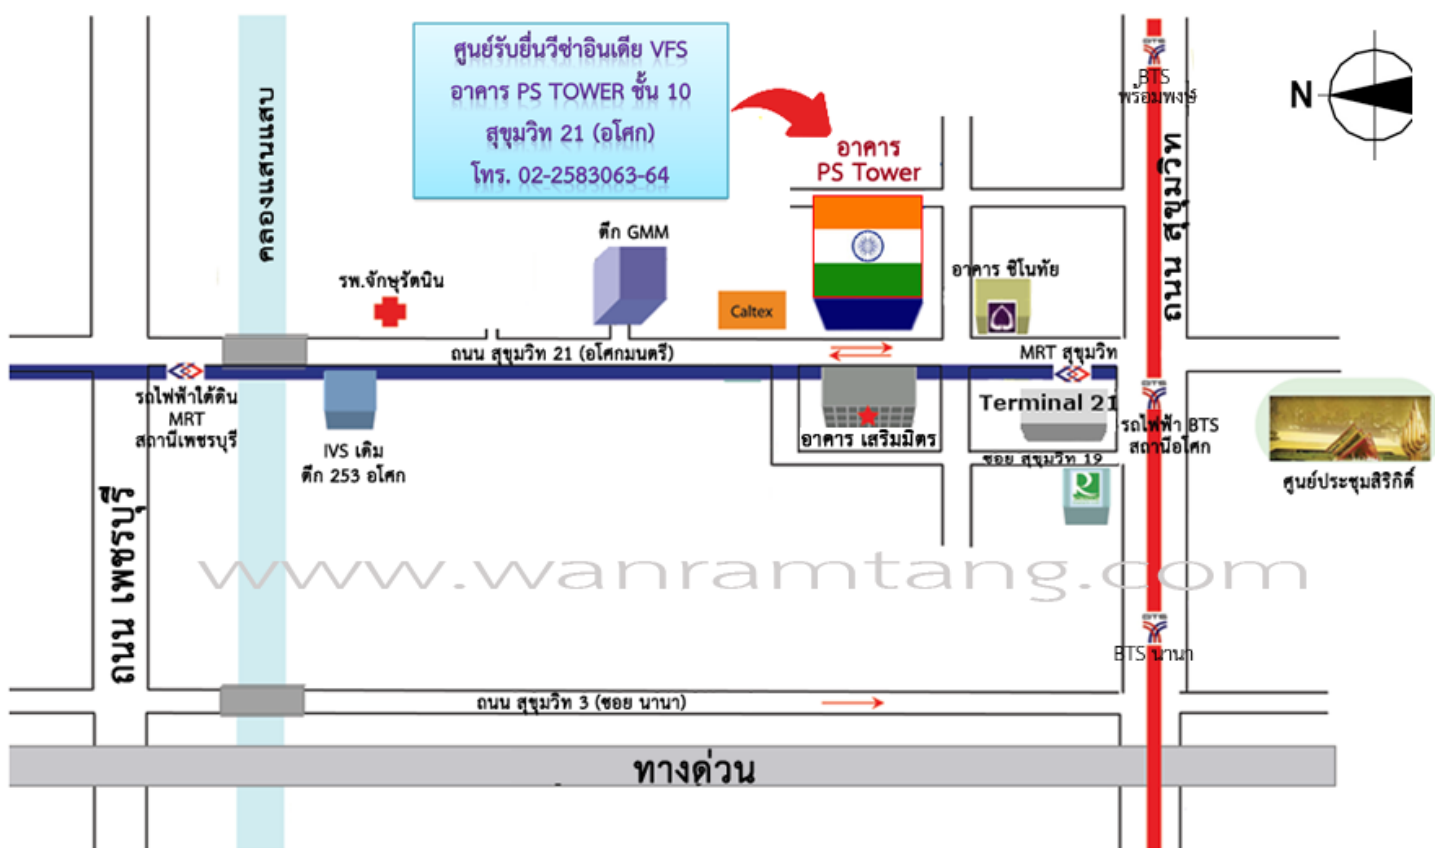 ศูนย์รับยื่นวีซ่าอินเดีย VFS
อาคาร PS TOWER ชั้น 10
สุขุมวิท 21 (อโศก)
โทร. 02-2583063-64
BTS
พร้อมพงษ์
N
คลองแสนแสบ
อาคาร
PS Tower
ถนน สุขุมวิท
ตึก GMM
รพ.จักษุรัตนิน
อาคาร ชิโนทัย
Caltex
ถนน สุขุมวิท 21 (อโศกมนตรี)
MRT สุขุมวิท
รถไฟฟ้าใต้ดิน
MRT
สถานีเพชรบุรี
Terminal 21
รถไฟฟ้า BTS
สถานีอโศก
อาคาร เสริมมิตร
IVS เดิม
ตึก 253 อโศก
ซอย สุขุมวิท 19
ศูนย์ประชุมสิริกิติ์
ถนน เพชรบุรี
www.wanramtang.com
BTS นานา
ถนน สุขุมวิท 3 (ซอย นานา)
ทางด่วน